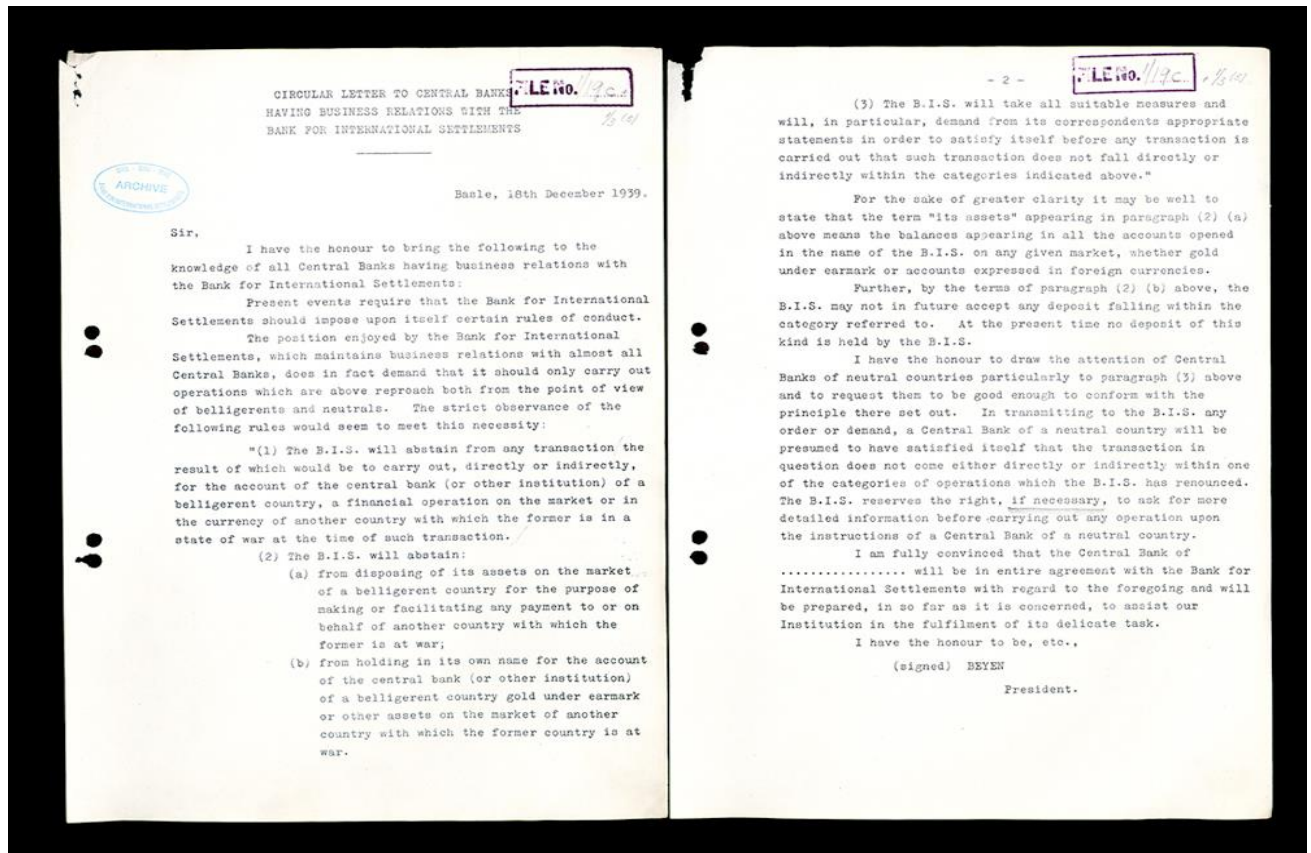 CIRCULAR LETTER TO CENTRAL BANKS
HAVING BUSINESS RELATIONS WITH THE
BANK FOR INTERNATIONAL SETTLEMENTS
FILE No.
ARCHIVE
Basle, 18th December 1939.
Sir,
I have the honour to bring the following to the
knowledge of all Central Banks having business relations with
the Bank for International Settlements:
Present events require that the Bank for International
Settlements should impose upon itself certain rules of conduct.
The position enjoyed by the Bank for International
Settlements, which maintains business relations with almost all
Central Banks, does in fact demand that it should only carry out
operations which are above reproach both from the point of view
of belligerents and neutrals. The strict observance of the
following rules would seem to meet this necessity:
"(1) The B.I.S. will abstain from any transaction the
result of which would be to carry out, directly or indirectly,
for the account of the central bank (or other institution) of a
belligerent country, a financial operation on the market or in
the currency of another country with which the former is in a
state of war at the time of such transaction.
(2) The B.I.S. will abstain:
(a) from disposing of its assets on the market
of a belligerent country for the purpose of
making or facilitating any payment to or on
behalf of another country with which the
former is at war;
(b) from holding in its own name for the account
of the central bank (or other institution)
of a belligerent country gold under earmark
or other assets on the market of another
country with which the former country is at
war.
- 2 -
FILE No.
(3) The B.I.S. will take all suitable measures and
will, in particular, demand from its correspondents appropriate
statements in order to satisfy itself before any transaction is
carried out that such transaction does not fall directly or
indirectly within the categories indicated above."
For the sake of greater clarity it may be well to
state that the term "its assets" appearing in paragraph (2) (a)
above means the balances appearing in all the accounts opened
in the name of the B.I.S. on any given market, whether gold
under earmark or accounts expressed in foreign currencies.
Further, by the terms of paragraph (2) (b) above, the
B.I.S. may not in future accept any deposit falling within the
category referred to. At the present time no deposit of this
kind is held by the B.I.S.
I have the honour to draw the attention of Central
Banks of neutral countries particularly to paragraph (3) above
and to request them to be good enough to conform with the
principle there set out. In transmitting to the B.I.S. any
order or demand, a Central Bank of a neutral country will be
presumed to have satisfied itself that the transaction in
question does not come either directly or indirectly within one
of the categories of operations which the B.I.S. has renounced.
The B.I.S. reserves the right, if necessary, to ask for more
detailed information before carrying out any operation upon
the instructions of a Central Bank of a neutral country.
I am fully convinced that the Central Bank of
................. will be in entire agreement with the Bank for
International Settlements with regard to the foregoing and will
be prepared, in so far as it is concerned, to assist our
Institution in the fulfilment of its delicate task.
I have the honour to be, etc.,
(signed) BEYEN
President.